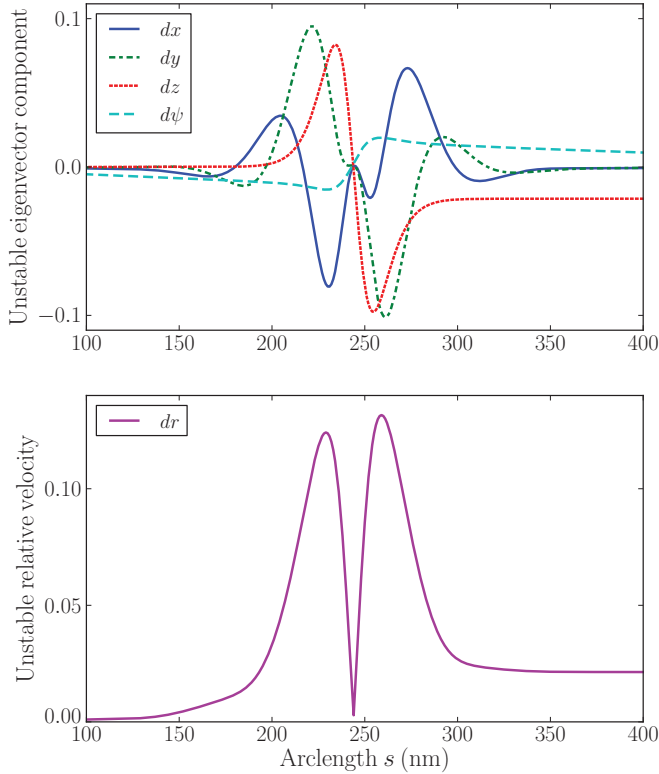 Unstable eigenvector component
0.1
0.0
−0.1
dx
dy
dz
dψ
100 150 200 250 300 350 400
Unstable relative velocity
0.10
0.05
0.00
dr
100 150 200 250 300 350 400
Arclength s (nm)